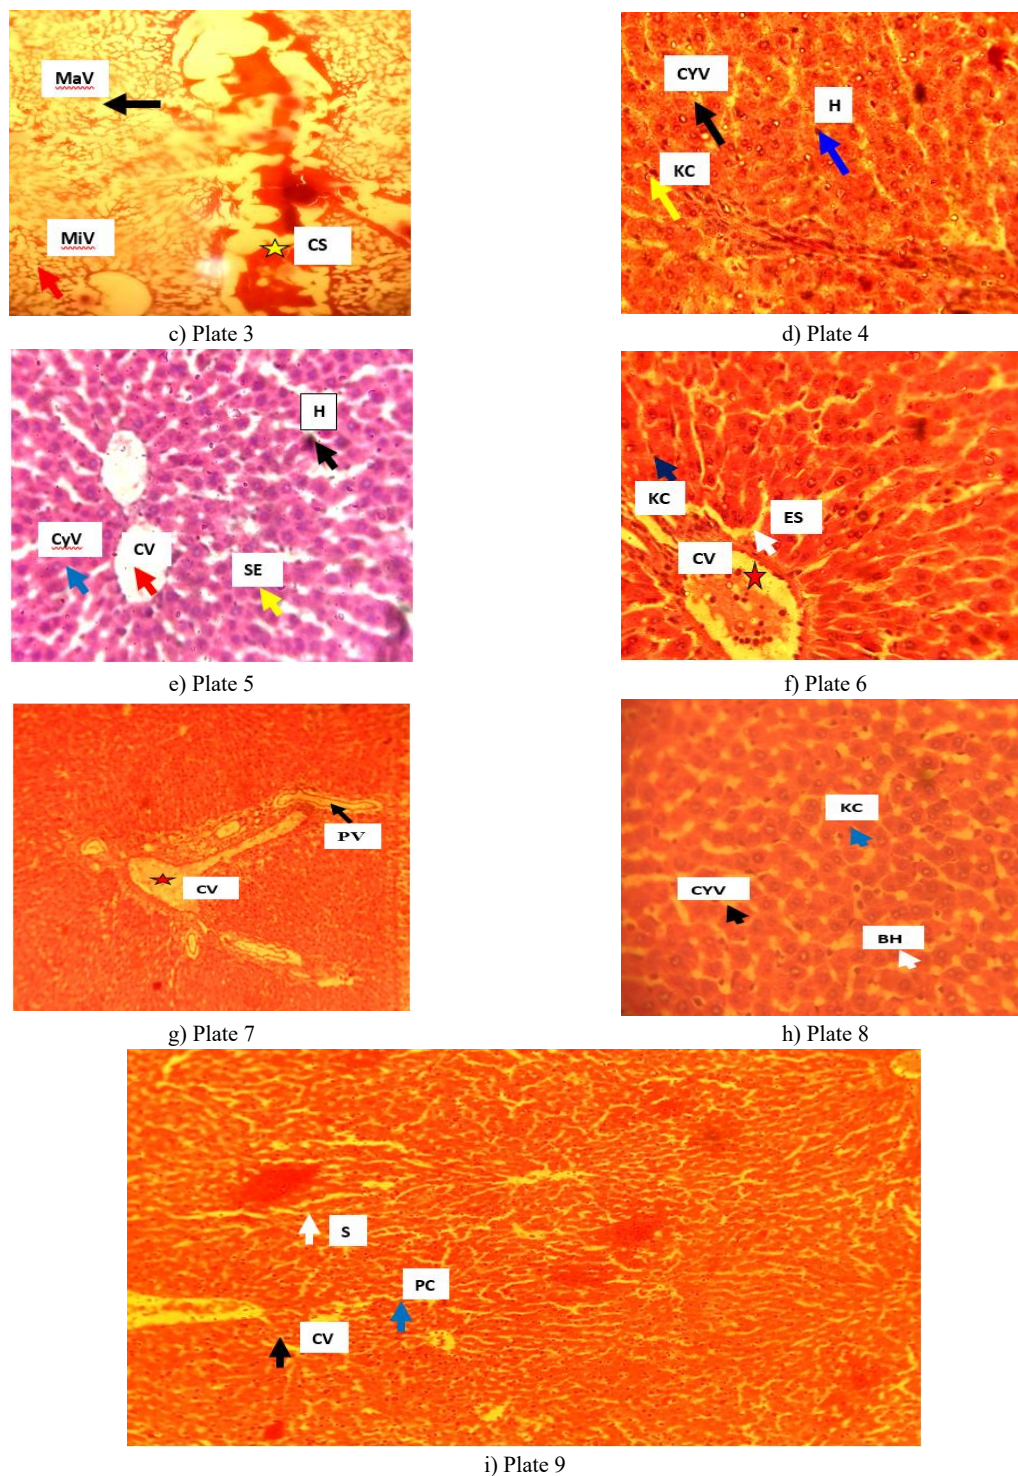 MaV
MiV
CS
c) Plate 3
CYV
H
KC
d) Plate 4
H
CyV
CV
SE
e) Plate 5
KC
ES
CV
f) Plate 6
PV
CV
g) Plate 7
KC
CYV
BH
h) Plate 8
S
PC
CV
i) Plate 9